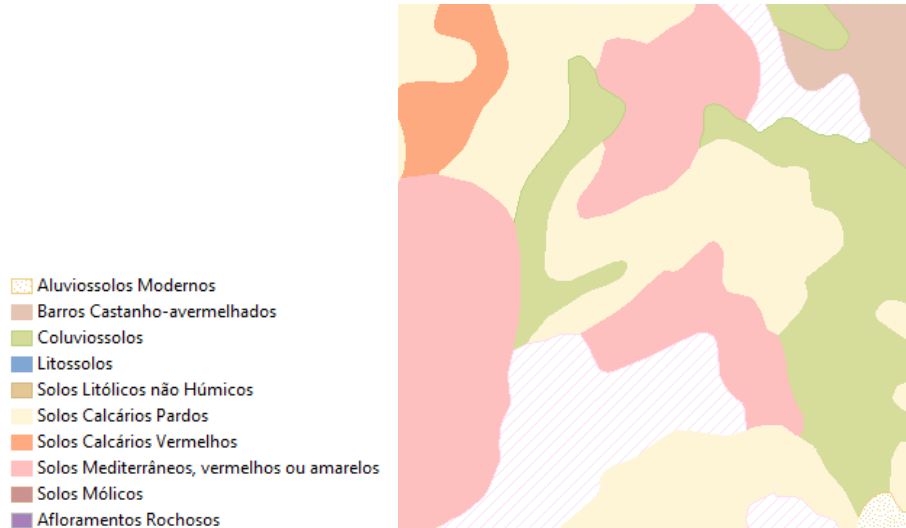 Aluviossolos Modernos
Barros Castanho-avermelhados
Coluviossolos
Litossolos
Solos Litólicos não Húmicos
Solos Calcários Pardos
Solos Calcários Vermelhos
Solos Mediterrâneos, vermelhos ou amarelos
Solos Mólicos
Afloramentos Rochosos